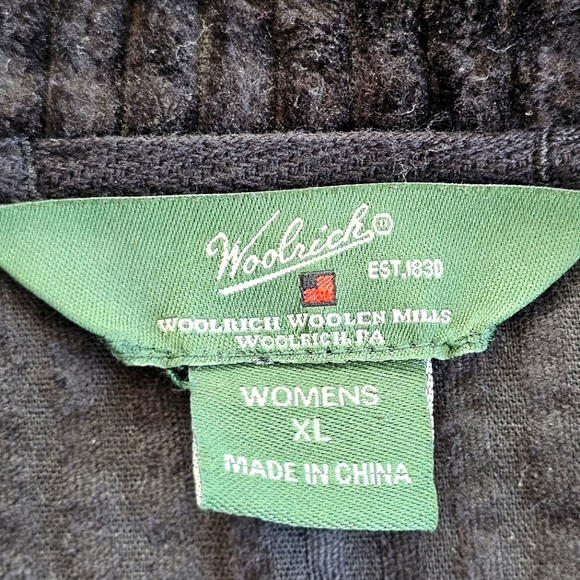 Woolrich®
EST.1830
WOOLRICH WOOLEN MILLS
WOOLRICH, PA
WOMENS
XL
MADE IN CHINA